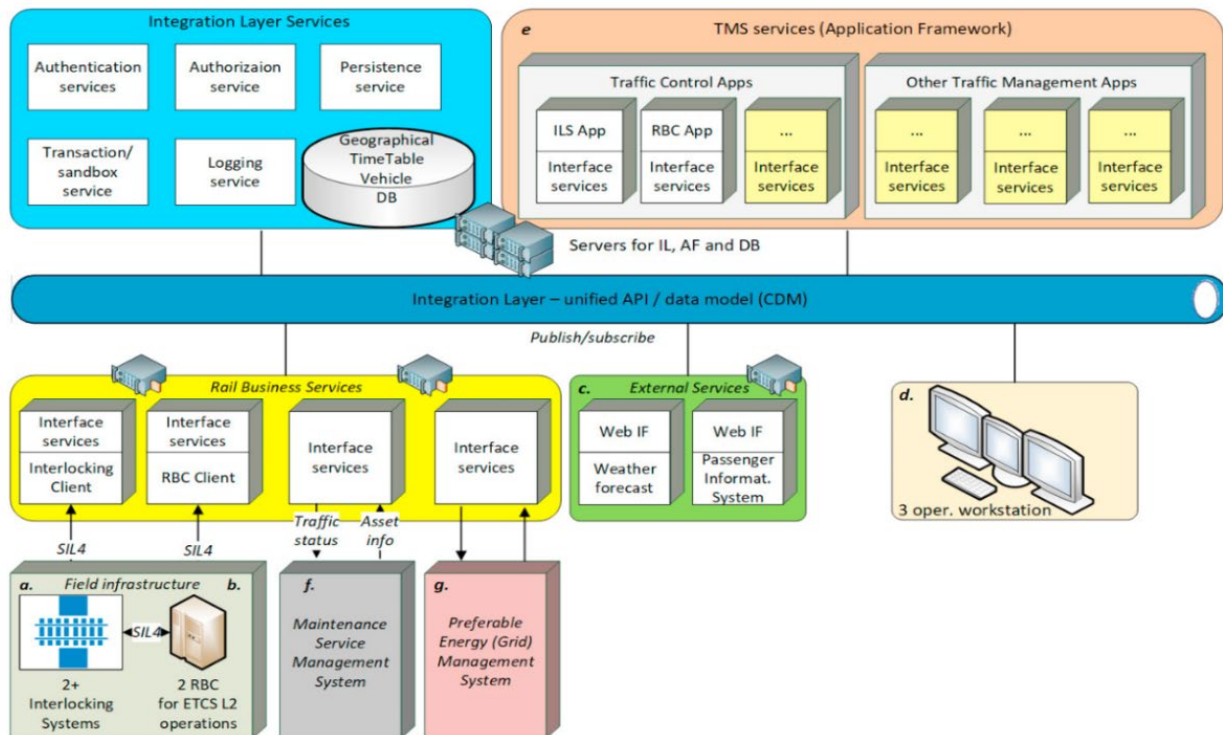 Integration Layer Services
Authentication
services
Authorizaion
service
Persistence
service
Transaction/
sandbox
service
Logging
service
Geographical
TimeTable
Vehicle
DB
e
TMS services (Application Framework)
Traffic Control Apps
ILS App
Interface
services
RBC App
Interface
services
...
Interface
services
Other Traffic Management Apps
...
Interface
services
...
Interface
services
...
Interface
services
Servers for IL, AF and DB
Integration Layer – unified API / data model (CDM)
Publish/subscribe
Rail Business Services
Interface
services
Interlocking
Client
Interface
services
RBC Client
Interface
services
Interface
services
c.
External Services
Web IF
Weather
forecast
Web IF
Passenger
Informat.
System
d.
3 oper. workstation
SIL4
SIL4
Traffic
status
Asset
info
a.
Field infrastructure
b.
SIL4
2+
Interlocking
Systems
2 RBC
for ETCS L2
operations
f.
Maintenance
Service
Management
System
g.
Preferable
Energy (Grid)
Management
System